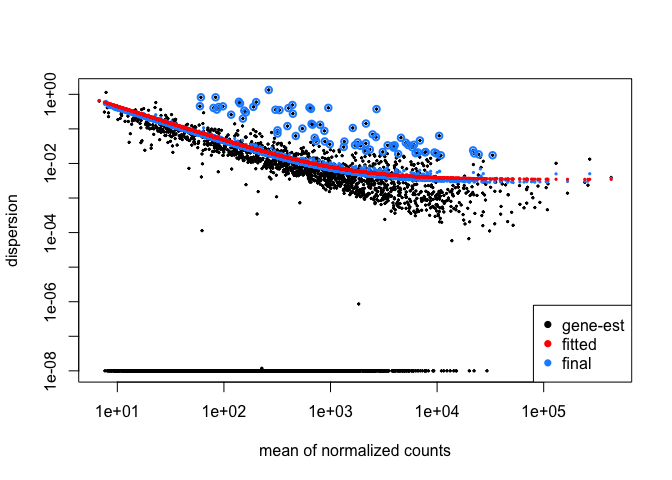 1e+00
1e-02
1e-04
1e-06
1e-08
dispersion
gene-est
fitted
final
1e+01 1e+02 1e+03 1e+04 1e+05
mean of normalized counts